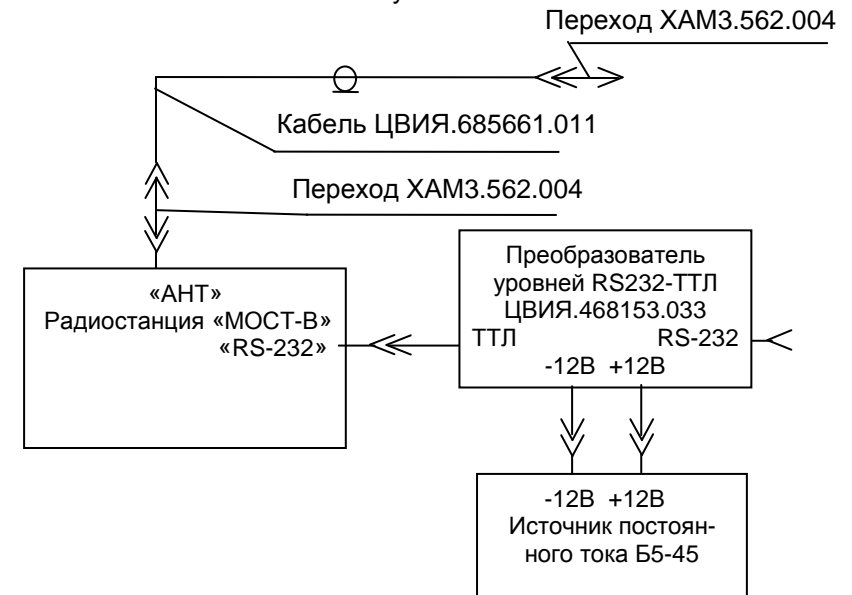 Переход ХАМ3.562.004
Кабель ЦВИЯ.685661.011
Переход ХАМ3.562.004
«АНТ»
Радиостанция «МОСТ-В»
«RS-232»
Преобразователь
уровней RS232-ТТЛ
ЦВИЯ.468153.033
ТТЛ RS-232
-12В +12В
-12В +12В
Источник постоян-
ного тока Б5-45